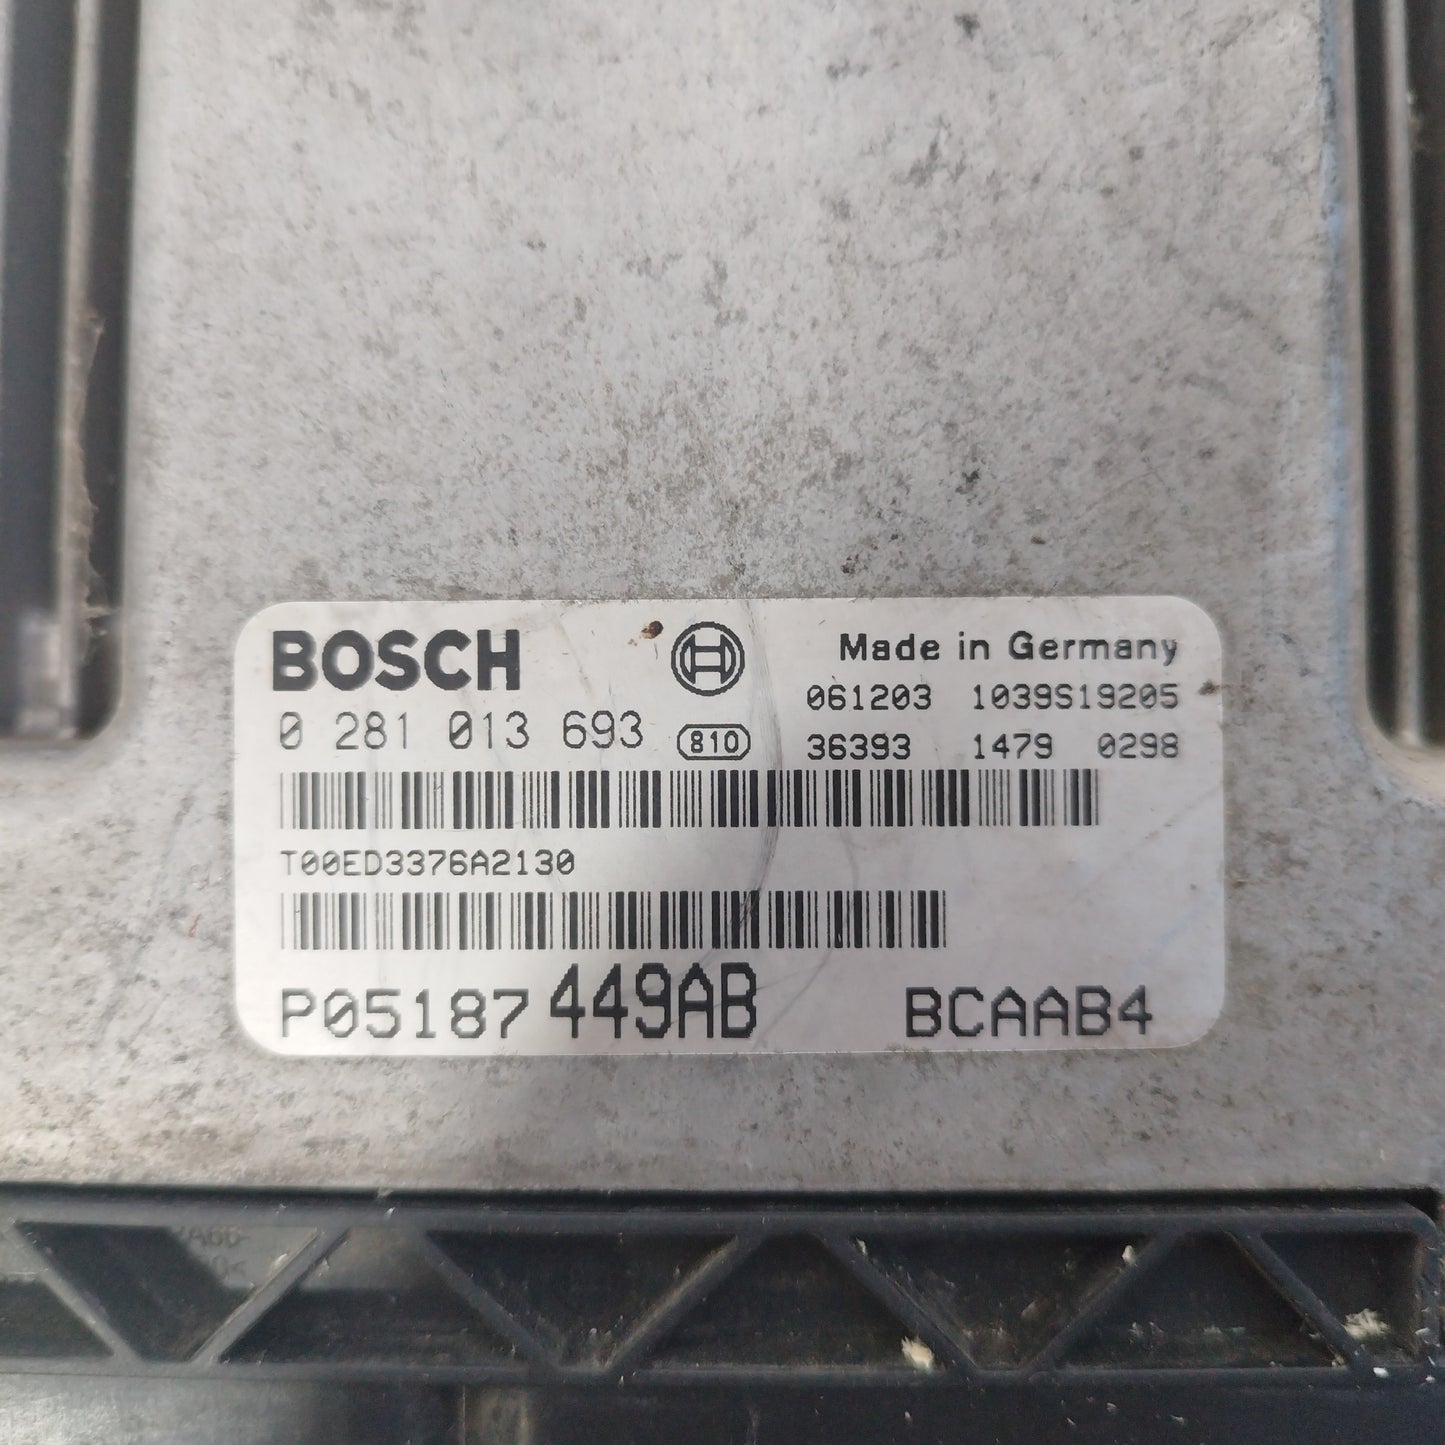 BOSCH
Made in Germany
061203 1039S19205
0 281 013 693
810
36393 1479 0298
T00ED3376A2130
P05187449AB BCAAB4